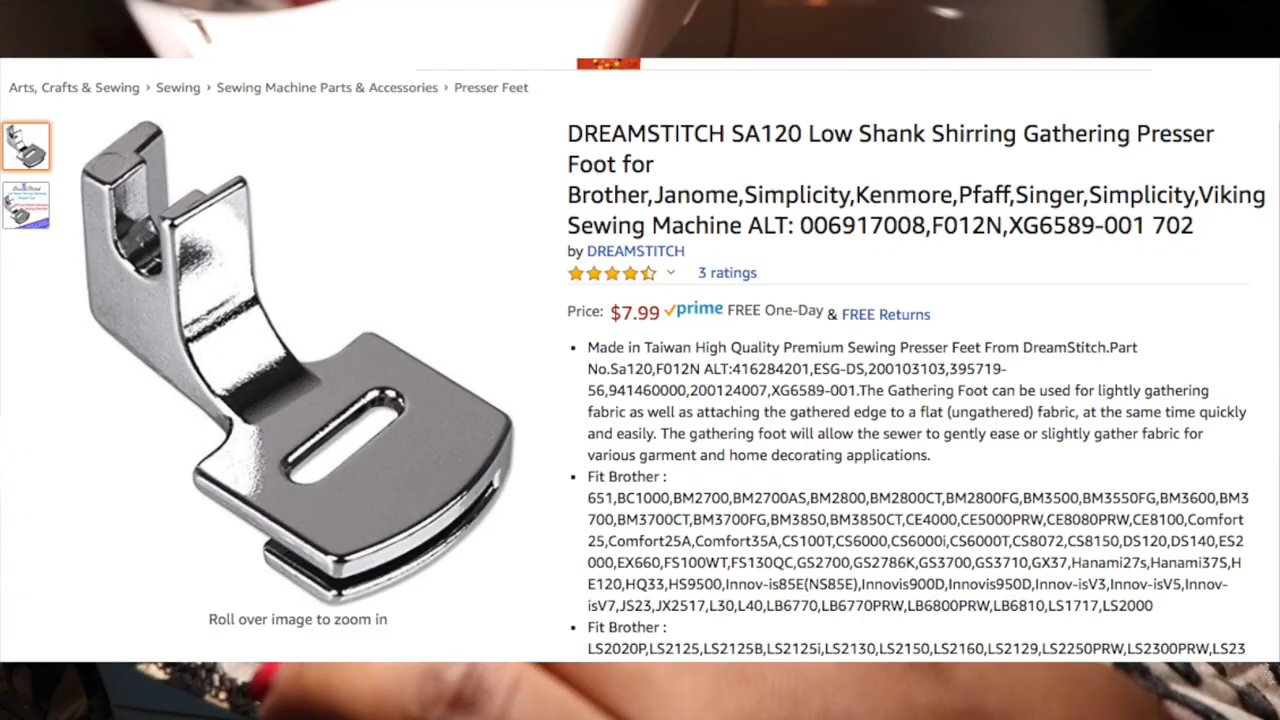 Arts, Crafts & Sewing › Sewing › Sewing Machine Parts & Accessories › Presser Feet
DREAMSTITCH SA120 Low Shank Shirring Gathering Presser
Foot for
Brother,Janome,Simplicity,Kenmore,Pfaff,Singer,Simplicity,Viking
Sewing Machine ALT: 006917008,F012N,XG6589-001 702
by DREAMSTITCH
3 ratings
Price: $7.99 prime FREE One-Day & FREE Returns
• Made in Taiwan High Quality Premium Sewing Presser Feet From DreamStitch.Part
No.Sa120,F012N ALT:416284201,ESG-DS,200103103,395719-
56,941460000,200124007,XG6589-001.The Gathering Foot can be used for lightly gathering
fabric as well as attaching the gathered edge to a flat (ungathered) fabric, at the same time quickly
and easily. The gathering foot will allow the sewer to gently ease or slightly gather fabric for
various garment and home decorating applications.
• Fit Brother :
651,BC1000,BM2700,BM2700AS,BM2800,BM2800CT,BM2800FG,BM3500,BM3550FG,BM3600,BM3
700,BM3700CT,BM3700FG,BM3850,BM3850CT,CE4000,CE5000PRW,CE8080PRW,CE8100,Comfort
25,Comfort25A,Comfort35A,CS100T,CS6000,CS6000i,CS6000T,CS8072,CS8150,DS120,DS140,ES2
000,EX660,FS100WT,FS130QC,GS2700,GS2786K,GS3700,GS3710,GX37,Hanami27s,Hanami37S,H
E120,HQ33,HS9500,Innov-is85E(NS85E),Innovis900D,Innovis950D,Innov-isV3,Innov-isV5,Innov-
isV7,JS23,JX2517,L30,L40,LB6770,LB6770PRW,LB6800PRW,LB6810,LS1717,LS2000
• Fit Brother :
LS2020P,LS2125,LS2125B,LS2125i,LS2130,LS2150,LS2160,LS2129,LS2250PRW,LS2300PRW,LS23
Roll over image to zoom in